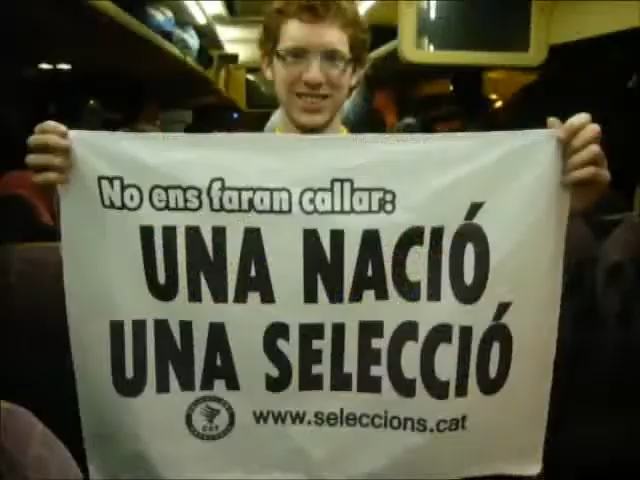 No ens faran callar:
UNA NACIÓ
UNA SELECCIÓ
www.seleccions.cat